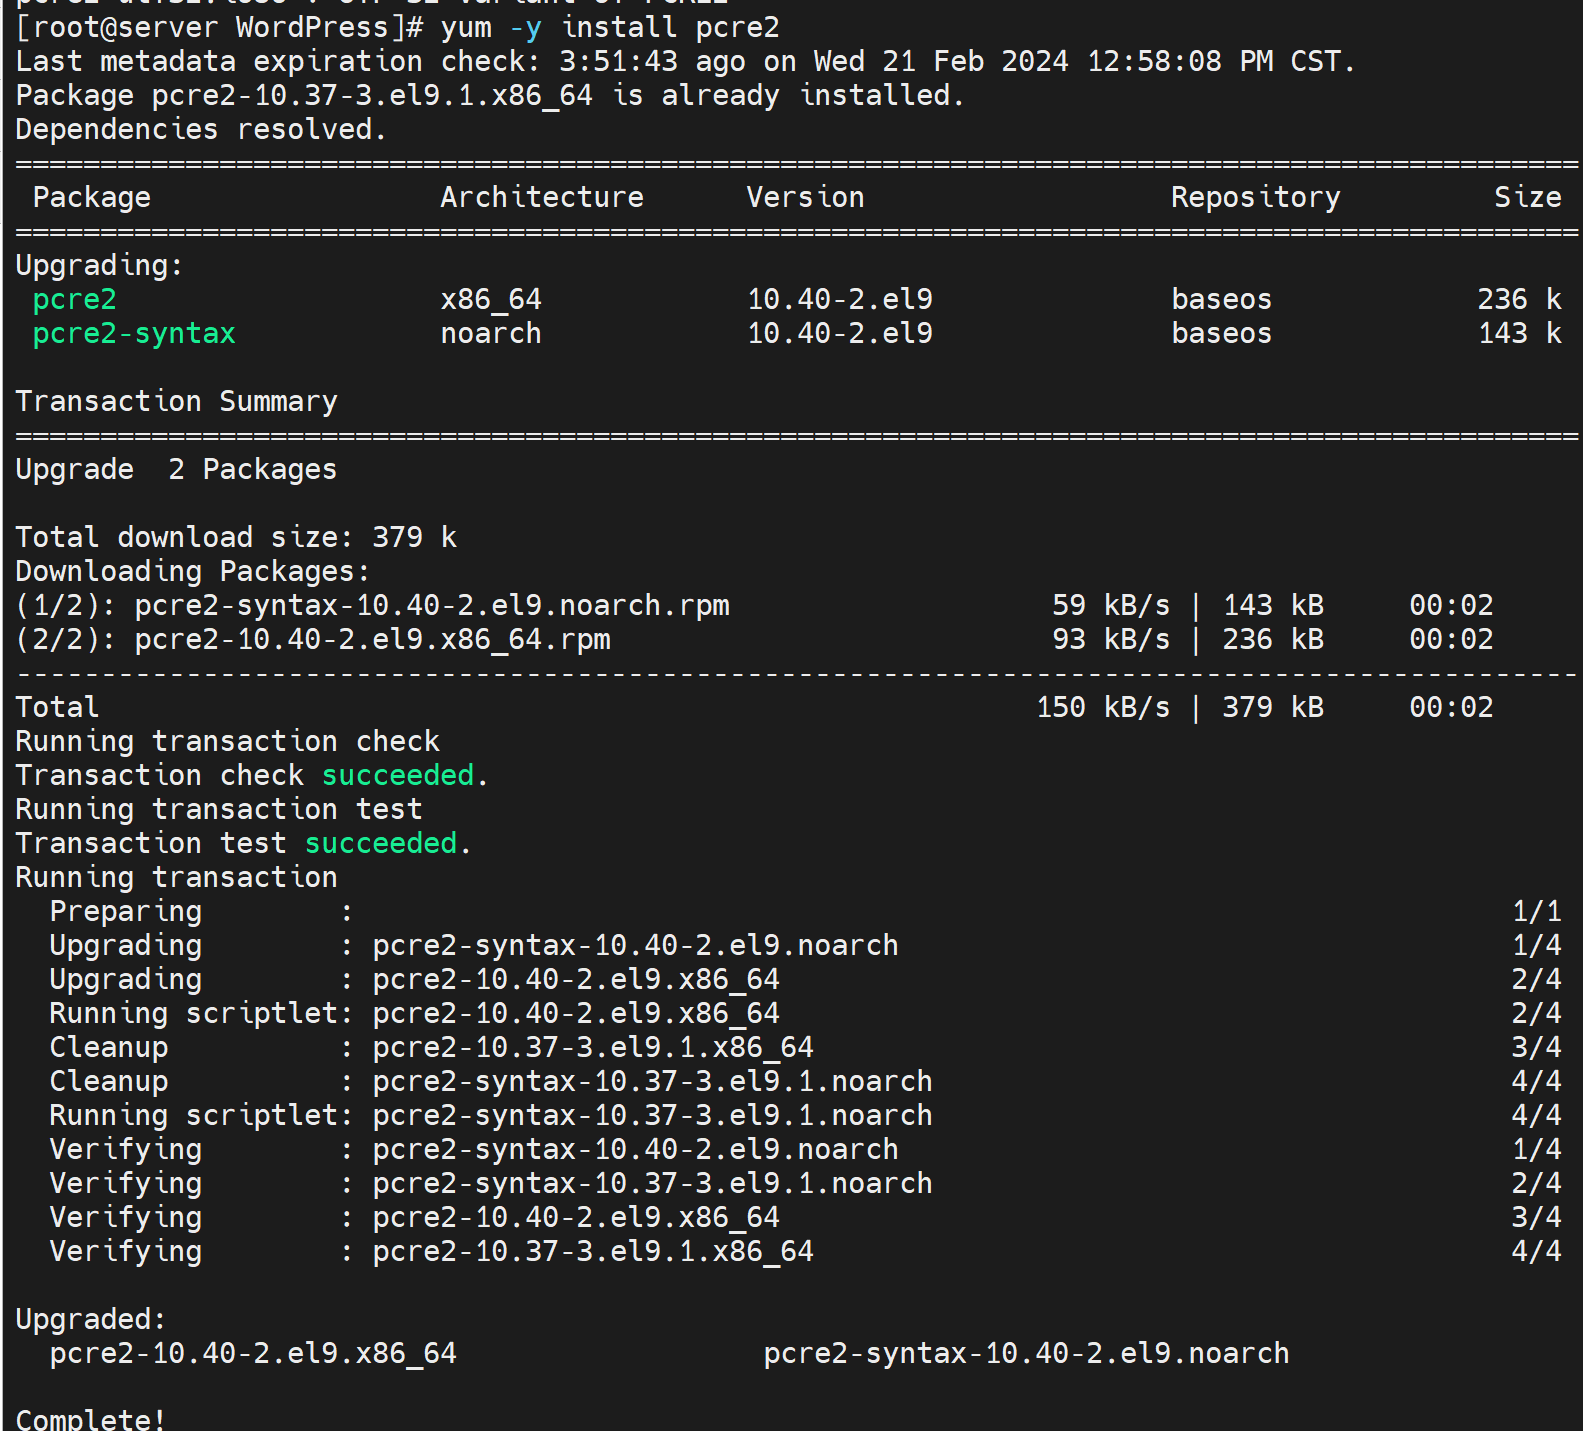 [root@server WordPress]# yum -y install pcre2
Last metadata expiration check: 3:51:43 ago on Wed 21 Feb 2024 12:58:08 PM CST.
Package pcre2-10.37-3.el9.1.x86_64 is already installed.
Dependencies resolved.
============================================================================================
Package Architecture Version Repository Size
============================================================================================
Upgrading:
pcre2 x86_64 10.40-2.el9 baseos 236 k
pcre2-syntax noarch 10.40-2.el9 baseos 143 k
Transaction Summary
============================================================================================
Upgrade  2 Packages
Total download size: 379 k
Downloading Packages:
(1/2): pcre2-syntax-10.40-2.el9.noarch.rpm 59 kB/s | 143 kB 00:02
(2/2): pcre2-10.40-2.el9.x86_64.rpm 93 kB/s | 236 kB 00:02
--------------------------------------------------------------------------------------------
Total 150 kB/s | 379 kB 00:02
Running transaction check
Transaction check succeeded.
Running transaction test
Transaction test succeeded.
Running transaction
Preparing : 1/1
Upgrading : pcre2-syntax-10.40-2.el9.noarch 1/4
Upgrading : pcre2-10.40-2.el9.x86_64 2/4
Running scriptlet: pcre2-10.40-2.el9.x86_64 2/4
Cleanup : pcre2-10.37-3.el9.1.x86_64 3/4
Cleanup : pcre2-syntax-10.37-3.el9.1.noarch 4/4
Running scriptlet: pcre2-syntax-10.37-3.el9.1.noarch 4/4
Verifying : pcre2-syntax-10.40-2.el9.noarch 1/4
Verifying : pcre2-syntax-10.37-3.el9.1.noarch 2/4
Verifying : pcre2-10.40-2.el9.x86_64 3/4
Verifying : pcre2-10.37-3.el9.1.x86_64 4/4
Upgraded:
pcre2-10.40-2.el9.x86_64 pcre2-syntax-10.40-2.el9.noarch
Complete!